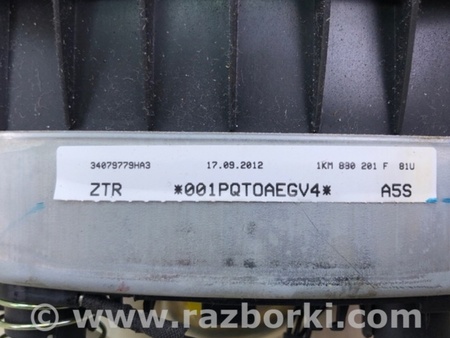 34079779HA3 17.09.2012 1KM 880 201 F 81U
ZTR *001PQTOAEGV4* A5S
© www.razborki.com